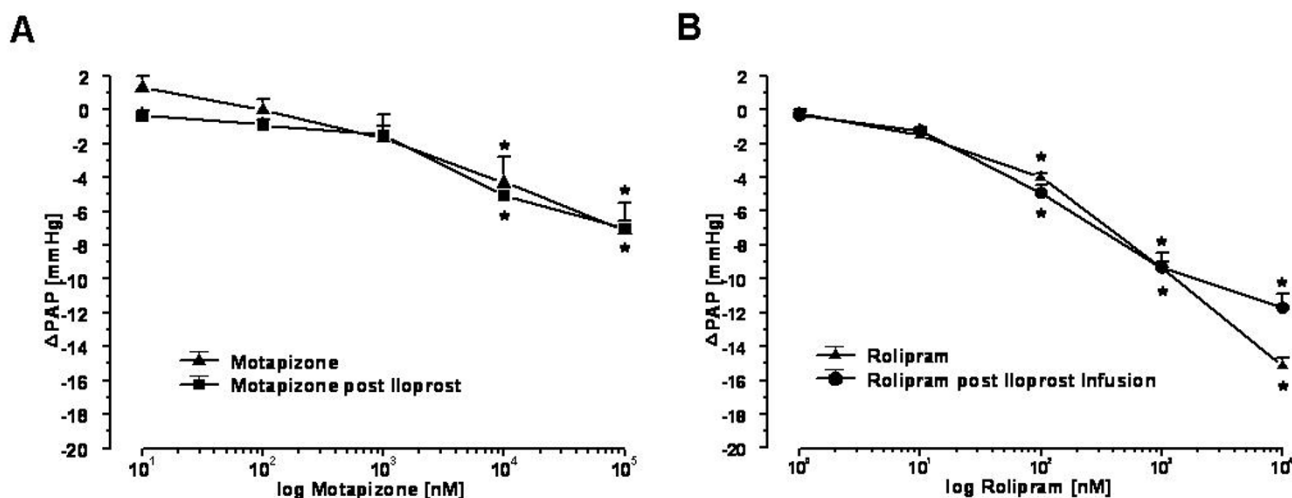 A
B
2
0
-2
-4
-6
-8
-10
-12
-14
-16
-18
-20
ΔPAP [mmHg]
* *
* *
Motapizone
Motapizone post Iloprost
10¹ 10² 10³ 10⁴ 10⁵
log Motapizone [nM]
2
0
-2
-4
-6
-8
-10
-12
-14
-16
-18
-20
ΔPAP [mmHg]
* * *
* * *
Rolipram
Rolipram post Iloprost Infusion
10⁰ 10¹ 10² 10³ 10⁴
log Rolipram [nM]